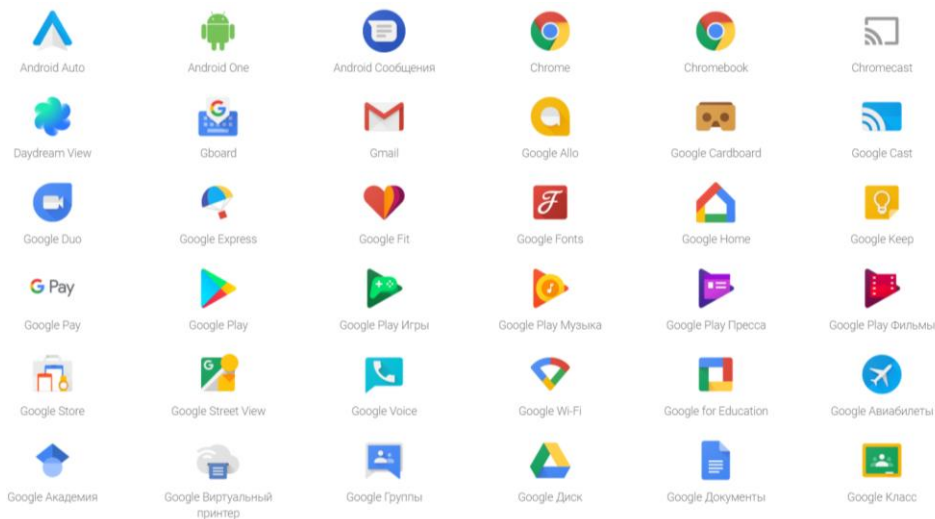 Android Auto
Android One
Android Сообщения
Chrome
Chromebook
Chromecast
Daydream View
G
Gboard
Gmail
Google Allo
Google Cardboard
Google Cast
Google Duo
Google Express
Google Fit
F
Google Fonts
Google Home
Google Keep
G Pay
Google Pay
Google Play
Google Play Игры
Google Play Музыка
Google Play Пресса
Google Play Фильмы
Google Store
G
Google Street View
Google Voice
Google Wi-Fi
Google for Education
Google Авиабилеты
Google Академия
Google Виртуальный
принтер
Google Группы
Google Диск
Google Документы
Google Класс